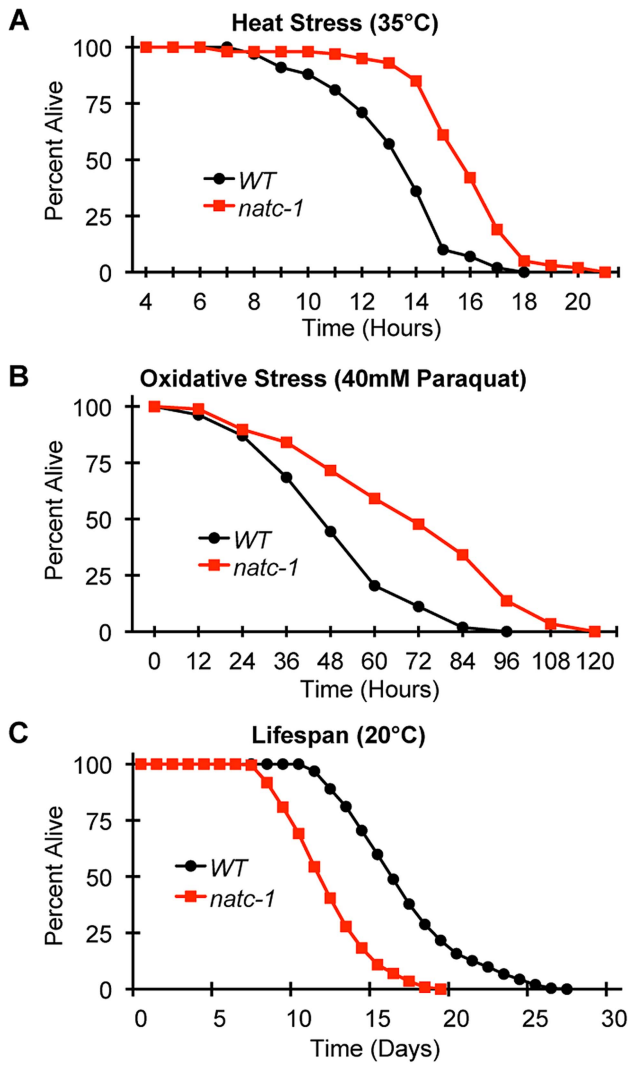 A
Heat Stress (35°C)
Percent Alive
100
75
50
25
0
WT
natc-1
4 6 8 10 12 14 16 18 20
Time (Hours)
B
Oxidative Stress (40mM Paraquat)
Percent Alive
100
75
50
25
0
WT
natc-1
0 12 24 36 48 60 72 84 96 108 120
Time (Hours)
C
Lifespan (20°C)
Percent Alive
100
75
50
25
0
WT
natc-1
0 5 10 15 20 25 30
Time (Days)